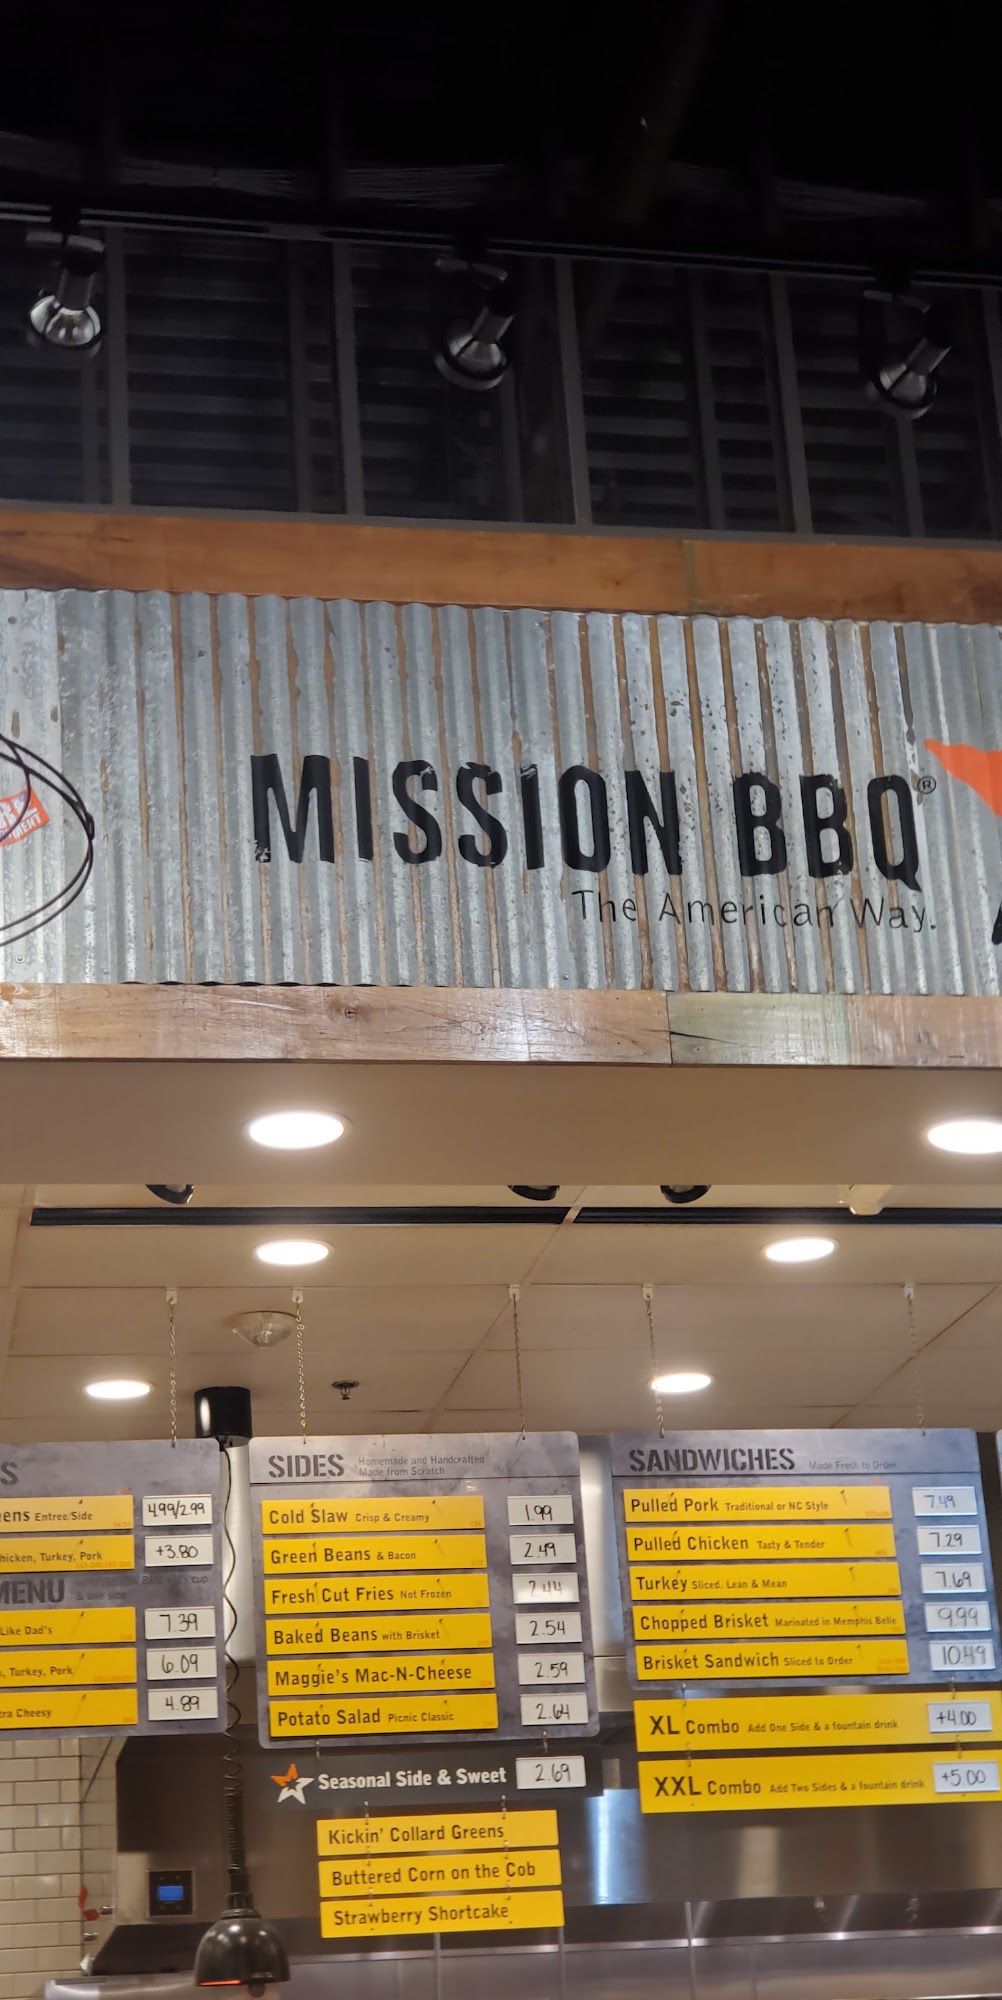 MISSION BBQ®
The American Way.
S
ens Entree/Side 4.99/2.99
hicken, Turkey, Pork +3.80
MENU
& one side
Like Dad's 7.39
, Turkey, Pork 6.09
tra Cheesy 4.89
SIDES Homemade and Handcrafted
Made from Scratch
Cold Slaw Crisp & Creamy 1.99
Green Beans & Bacon 2.49
Fresh Cut Fries Not Frozen 2.44
Baked Beans with Brisket 2.54
Maggie's Mac-N-Cheese 2.59
Potato Salad Picnic Classic 2.64
Seasonal Side & Sweet 2.69
Kickin' Collard Greens
Buttered Corn on the Cob
Strawberry Shortcake
SANDWICHES Made Fresh to Order
Pulled Pork Traditional or NC Style 7.49
Pulled Chicken Tasty & Tender 7.29
Turkey Sliced. Lean & Mean 7.69
Chopped Brisket Marinated in Memphis Belle 9.99
Brisket Sandwich Sliced to Order 10.49
XL Combo Add One Side & a fountain drink +4.00
XXL Combo Add Two Sides & a fountain drink +5.00